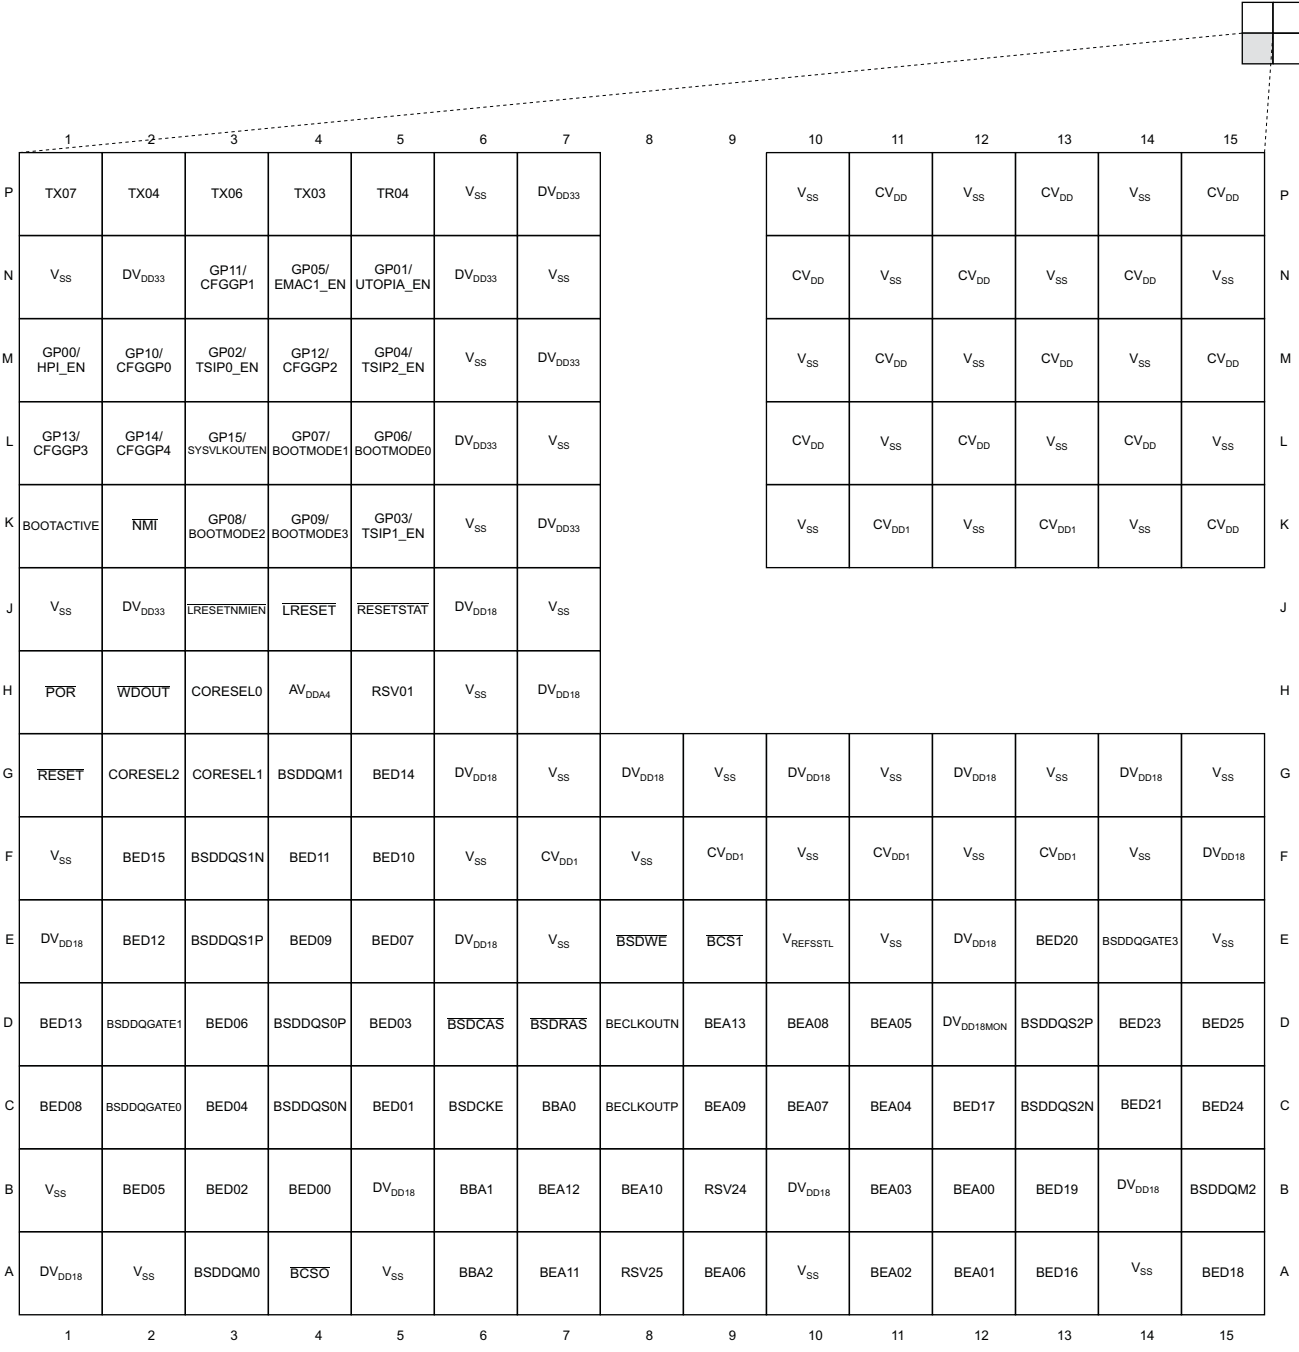 1 2 3 4 5 6 7 8 9 10 11 12 13 14 15
P TX07 TX04 TX06 TX03 TR04 VSS DVDD33 VSS CVDD VSS CVDD VSS CVDD P
N VSS DVDD33 GP11/ CFGGP1 GP05/ EMAC1_EN GP01/ UTOPIA_EN DVDD33 VSS CVDD VSS CVDD VSS CVDD VSS N
M GP00/ HPI_EN GP10/ CFGGP0 GP02/ TSIP0_EN GP12/ CFGGP2 GP04/ TSIP2_EN VSS DVDD33 VSS CVDD VSS CVDD VSS CVDD M
L GP13/ CFGGP3 GP14/ CFGGP4 GP15/ SYSVLKOUTEN GP07/ BOOTMODE1 GP06/ BOOTMODE0 DVDD33 VSS CVDD VSS CVDD VSS CVDD VSS L
K BOOTACTIVE NMI GP08/ BOOTMODE2 GP09/ BOOTMODE3 GP03/ TSIP1_EN VSS DVDD33 VSS CVDD1 VSS CVDD1 VSS CVDD K
J VSS DVDD33 LRESETNMIEN LRESET RESETSTAT DVDD18 VSS J
H POR WDOUT CORESEL0 AVDDA4 RSV01 VSS DVDD18 H
G RESET CORESEL2 CORESEL1 BSDDQM1 BED14 DVDD18 VSS DVDD18 VSS DVDD18 VSS DVDD18 VSS DVDD18 VSS G
F VSS BED15 BSDDQS1N BED11 BED10 VSS CVDD1 VSS CVDD1 VSS CVDD1 VSS CVDD1 VSS DVDD18 F
E DVDD18 BED12 BSDDQS1P BED09 BED07 DVDD18 VSS BSDWE BCS1 VREFSSTL VSS DVDD18 BED20 BSDDQGATE3 VSS E
D BED13 BSDDQGATE1 BED06 BSDDQS0P BED03 BSDCAS BSDRAS BECLKOUTN BEA13 BEA08 BEA05 DVDD18MON BSDDQS2P BED23 BED25 D
C BED08 BSDDQGATE0 BED04 BSDDQS0N BED01 BSDCKE BBA0 BECLKOUTP BEA09 BEA07 BEA04 BED17 BSDDQS2N BED21 BED24 C
B VSS BED05 BED02 BED00 DVDD18 BBA1 BEA12 BEA10 RSV24 DVDD18 BEA03 BEA00 BED19 DVDD18 BSDDQM2 B
A DVDD18 VSS BSDDQM0 BCSO VSS BBA2 BEA11 RSV25 BEA06 VSS BEA02 BEA01 BED16 VSS BED18 A
1 2 3 4 5 6 7 8 9 10 11 12 13 14 15